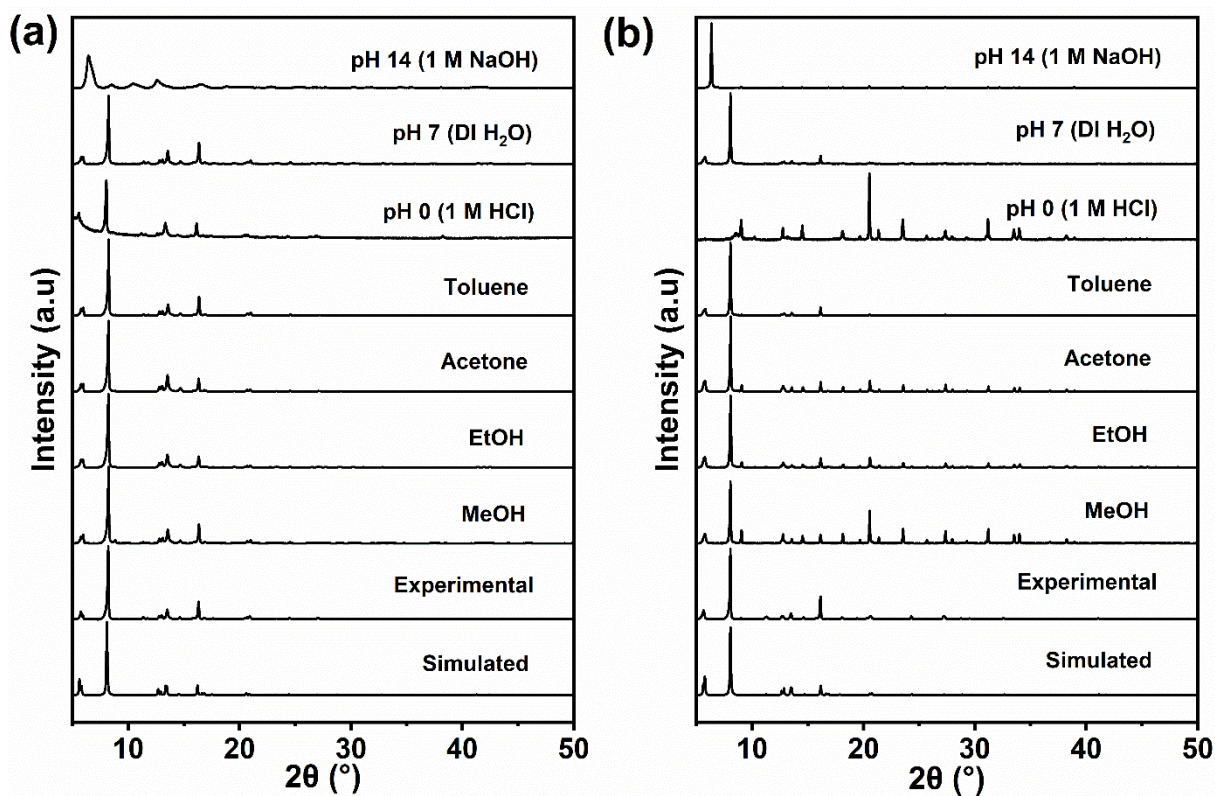 (a)
pH 14 (1 M NaOH)
pH 7 (DI H₂O)
pH 0 (1 M HCl)
Toluene
Acetone
EtOH
MeOH
Experimental
Simulated
Intensity (a.u)
10 20 30 40 50
2θ (°)
(b)
pH 14 (1 M NaOH)
pH 7 (DI H₂O)
pH 0 (1 M HCl)
Toluene
Acetone
EtOH
MeOH
Experimental
Simulated
Intensity (a.u)
10 20 30 40 50
2θ (°)